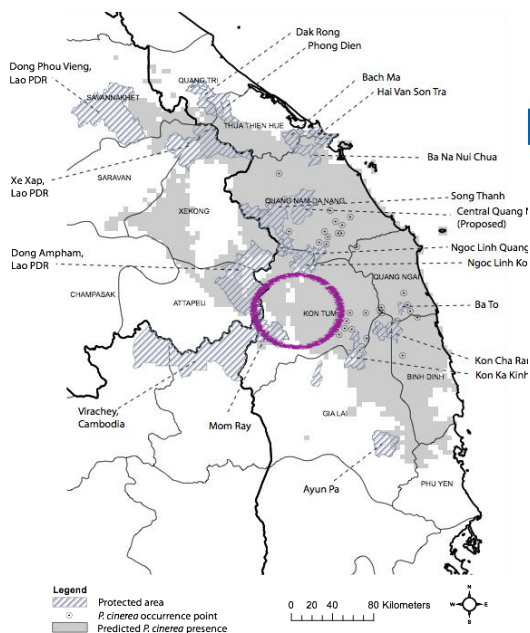 Dak Rong
Phong Dien
Dong Phou Vieng,
Lao PDR
QUANG TRI
SAVANNAKHET
Bach Ma
Hai Van Son Tra
THUA THIEN HUE
Ba Na Nui Chua
Xe Xap,
Lao PDR
SARAVAN
Song Thanh
XEKONG
QUANG NAM-DA NANG
Central Quang N
(Proposed)
Dong Ampham,
Lao PDR
Ngoc Linh Quang
Ngoc Linh Ko
QUANG NGAI
CHAMPASAK
ATTAPEU
KON TUM
Ba To
Kon Cha Ran
Kon Ka Kinh
BINH DINH
Virachey,
Cambodia
Mom Ray
GIA LAI
Ayun Pa
PHU YEN
Legend
Protected area
P. cinerea occurrence point
Predicted P. cinerea presence
0 20 40 80 Kilometers
N
W E
S